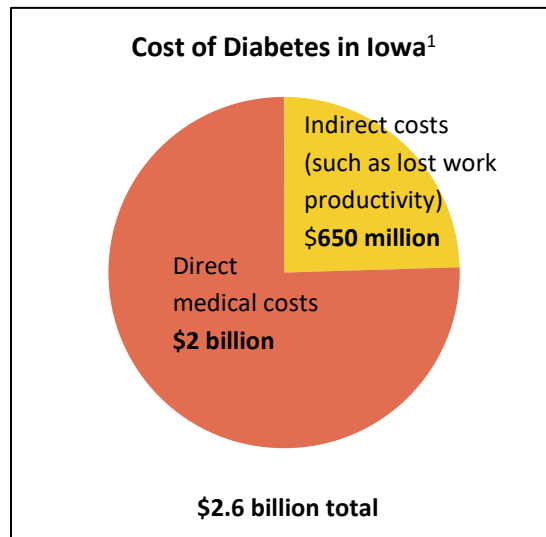 Cost of Diabetes in Iowa¹
Indirect costs
(such as lost work
productivity)
$650 million
Direct
medical costs
$2 billion
$2.6 billion total